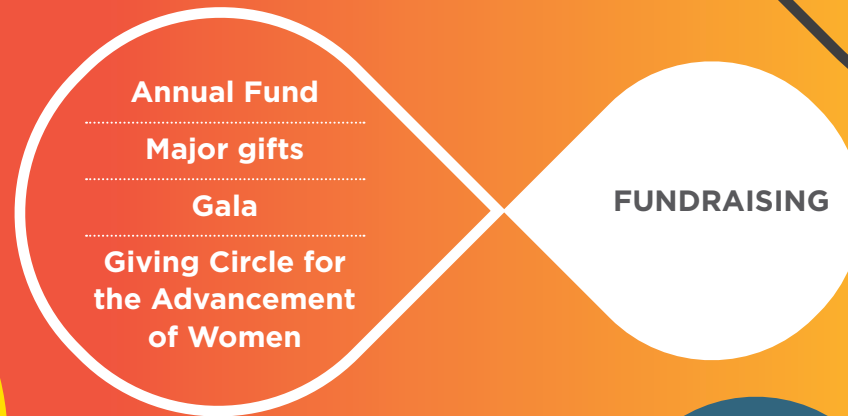 Annual Fund
Major gifts
Gala
Giving Circle for
the Advancement
of Women
FUNDRAISING